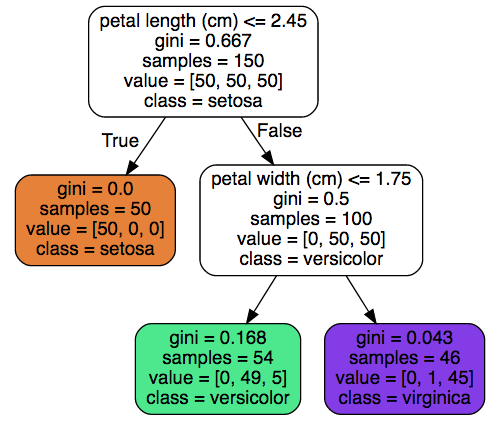 petal length (cm) <= 2.45
gini = 0.667
samples = 150
value = [50, 50, 50]
class = setosa
True
False
gini = 0.0
samples = 50
value = [50, 0, 0]
class = setosa
petal width (cm) <= 1.75
gini = 0.5
samples = 100
value = [0, 50, 50]
class = versicolor
gini = 0.168
samples = 54
value = [0, 49, 5]
class = versicolor
gini = 0.043
samples = 46
value = [0, 1, 45]
class = virginica